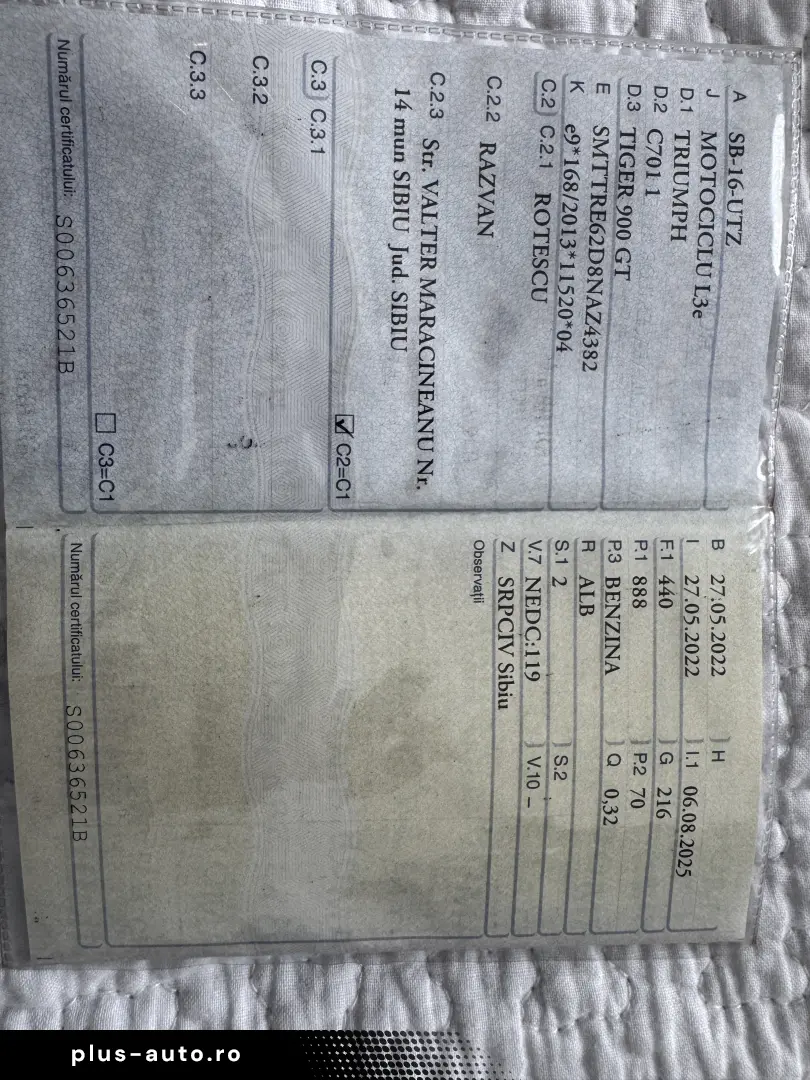 A SB-16-UTZ
J MOTOCICLU L3e
D.1 TRIUMPH
D.2 C701 1
D.3 TIGER 900 GT
E SMTTRE62D8NAZ4382
K e9*168/2013*11520*04
C.2 C.2.1 ROTESCU
C.2.2 RAZVAN
C.2.3 Str. VALTER MARACINEANU Nr.
14 mun SIBIU Jud. SIBIU
C2=C1
C.3 C.3.1
C.3.2
C.3.3
C3=C1
Numărul certificatului: S00636521B
B 27.05.2022 H
I 27.05.2022 I.1 06.08.2025
F.1 440 G 216
P.1 888 P.2 70
P.3 BENZINA Q 0,32
R ALB
S.1 2 S.2
V.7 NEDC:119 V.10 –
Z SRPCIV Sibiu
Observații
Numărul certificatului: S00636521B
plus-auto.ro